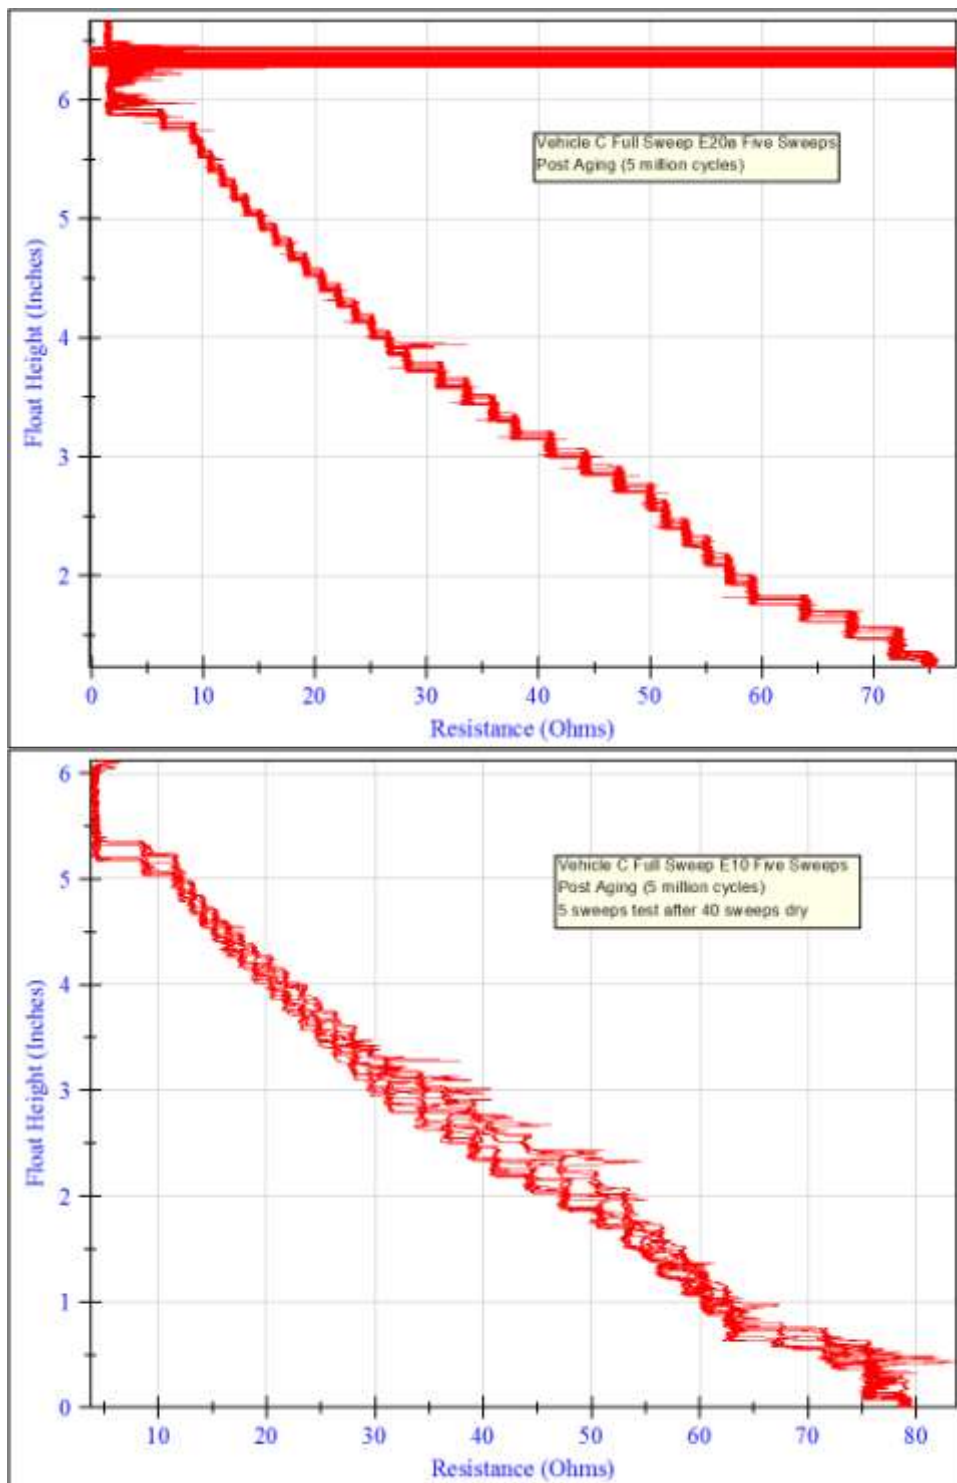 6
5
4
3
2
Float Height (Inches)
Vehicle C Full Sweep E20a Five Sweeps
Post Aging (5 million cycles)
0 10 20 30 40 50 60 70
Resistance (Ohms)
6
5
4
3
2
1
0
Float Height (Inches)
Vehicle C Full Sweep E10 Five Sweeps
Post Aging (5 million cycles)
5 sweeps test after 40 sweeps dry
10 20 30 40 50 60 70 80
Resistance (Ohms)